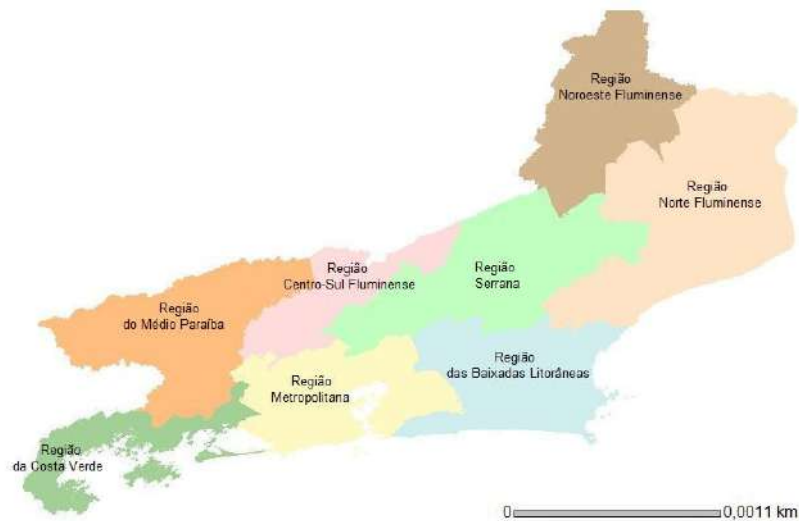 Região
Noroeste Fluminense
Região
Norte Fluminense
Região
Serrana
Região
Centro-Sul Fluminense
Região
do Médio Paraíba
Região
das Baixadas Litorâneas
Região
Metropolitana
Região
da Costa Verde
0 0,0011 km